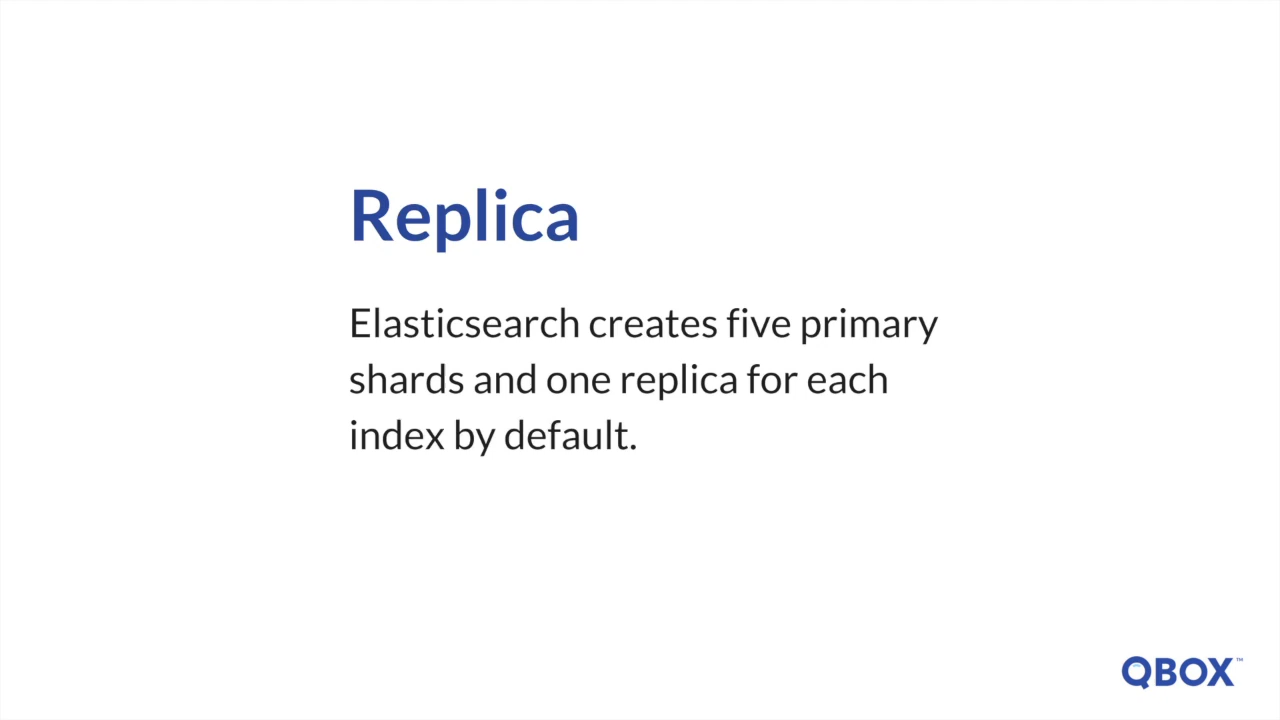 Replica
Elasticsearch creates five primary
shards and one replica for each
index by default.
QBOX™